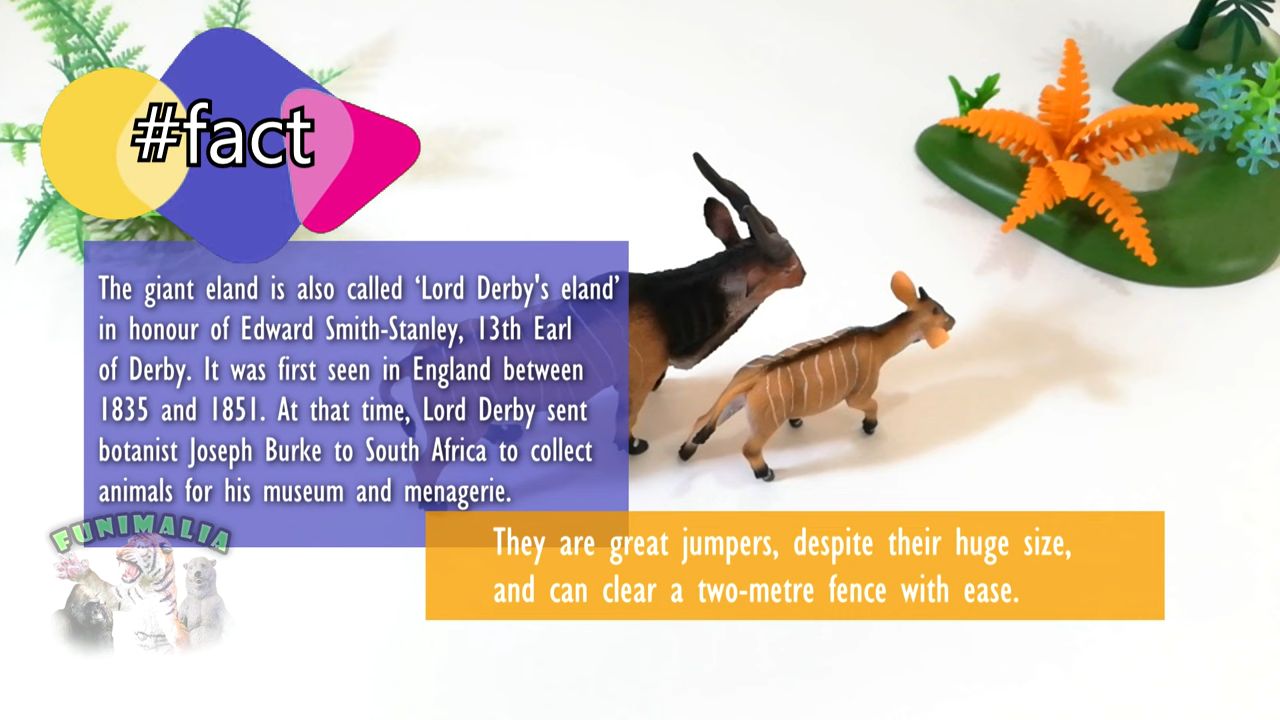 #fact
The giant eland is also called ‘Lord Derby's eland’
in honour of Edward Smith-Stanley, 13th Earl
of Derby. It was first seen in England between
1835 and 1851. At that time, Lord Derby sent
botanist Joseph Burke to South Africa to collect
animals for his museum and menagerie.
FUNIMALIA
They are great jumpers, despite their huge size,
and can clear a two-metre fence with ease.